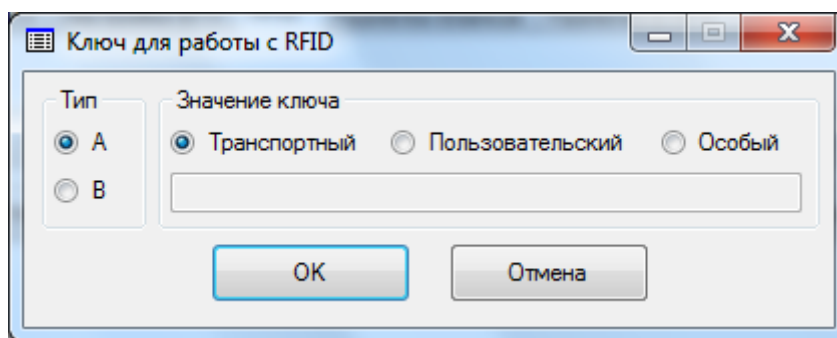 Ключ для работы с RFID
Тип
Значение ключа
A
Транспортный
Пользовательский
Особый
B
OK
Отмена